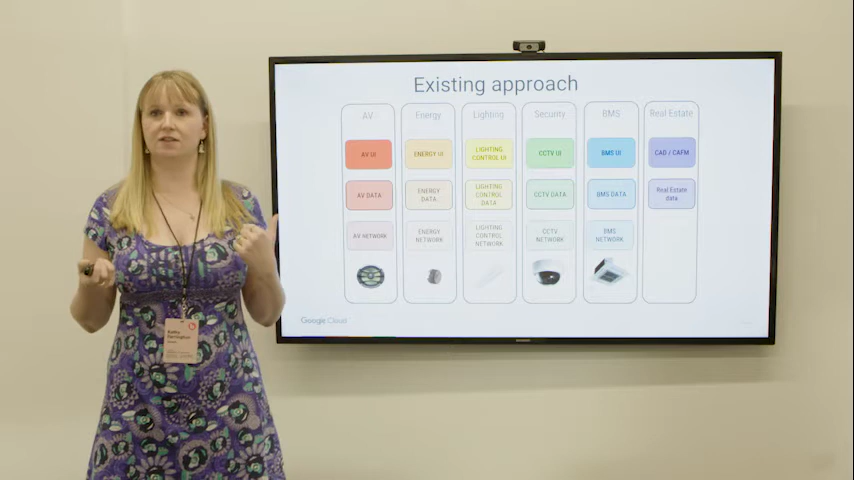 Existing approach
AV
Energy
Lighting
Security
BMS
Real Estate
AV UI
ENERGY UI
LIGHTING
CONTROL UI
CCTV UI
BMS UI
CAD / CAFM
AV DATA
ENERGY
DATA
LIGHTING
CONTROL
DATA
CCTV DATA
BMS DATA
Real Estate
data
AV NETWORK
ENERGY
NETWORK
LIGHTING
CONTROL
NETWORK
CCTV
NETWORK
BMS
NETWORK
Google Cloud
Kathy
Farrington